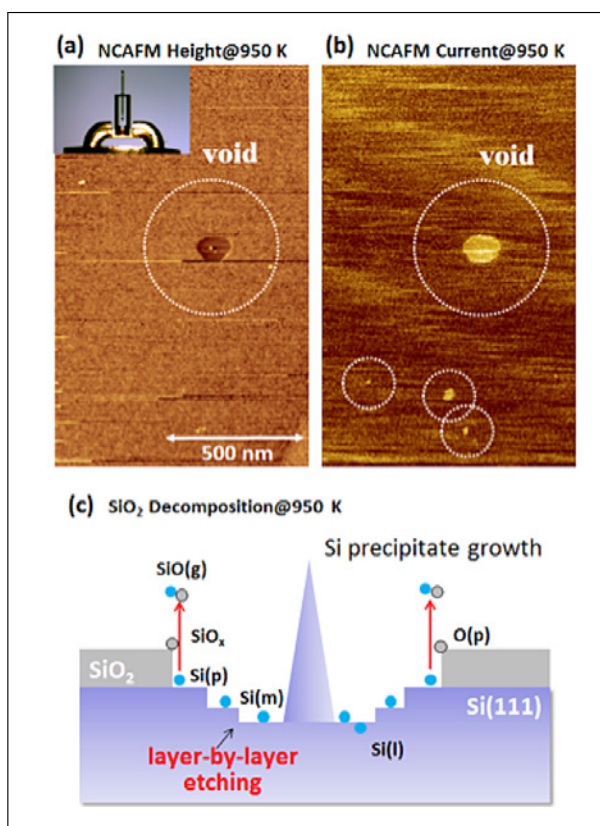 (a) NCAFM Height@950 K
(b) NCAFM Current@950 K
void
void
500 nm
(c) SiO₂ Decomposition@950 K
Si precipitate growth
SiO(g)
SiOₓ
O(p)
SiO₂
Si(p)
Si(m)
Si(111)
Si(l)
layer-by-layer
etching